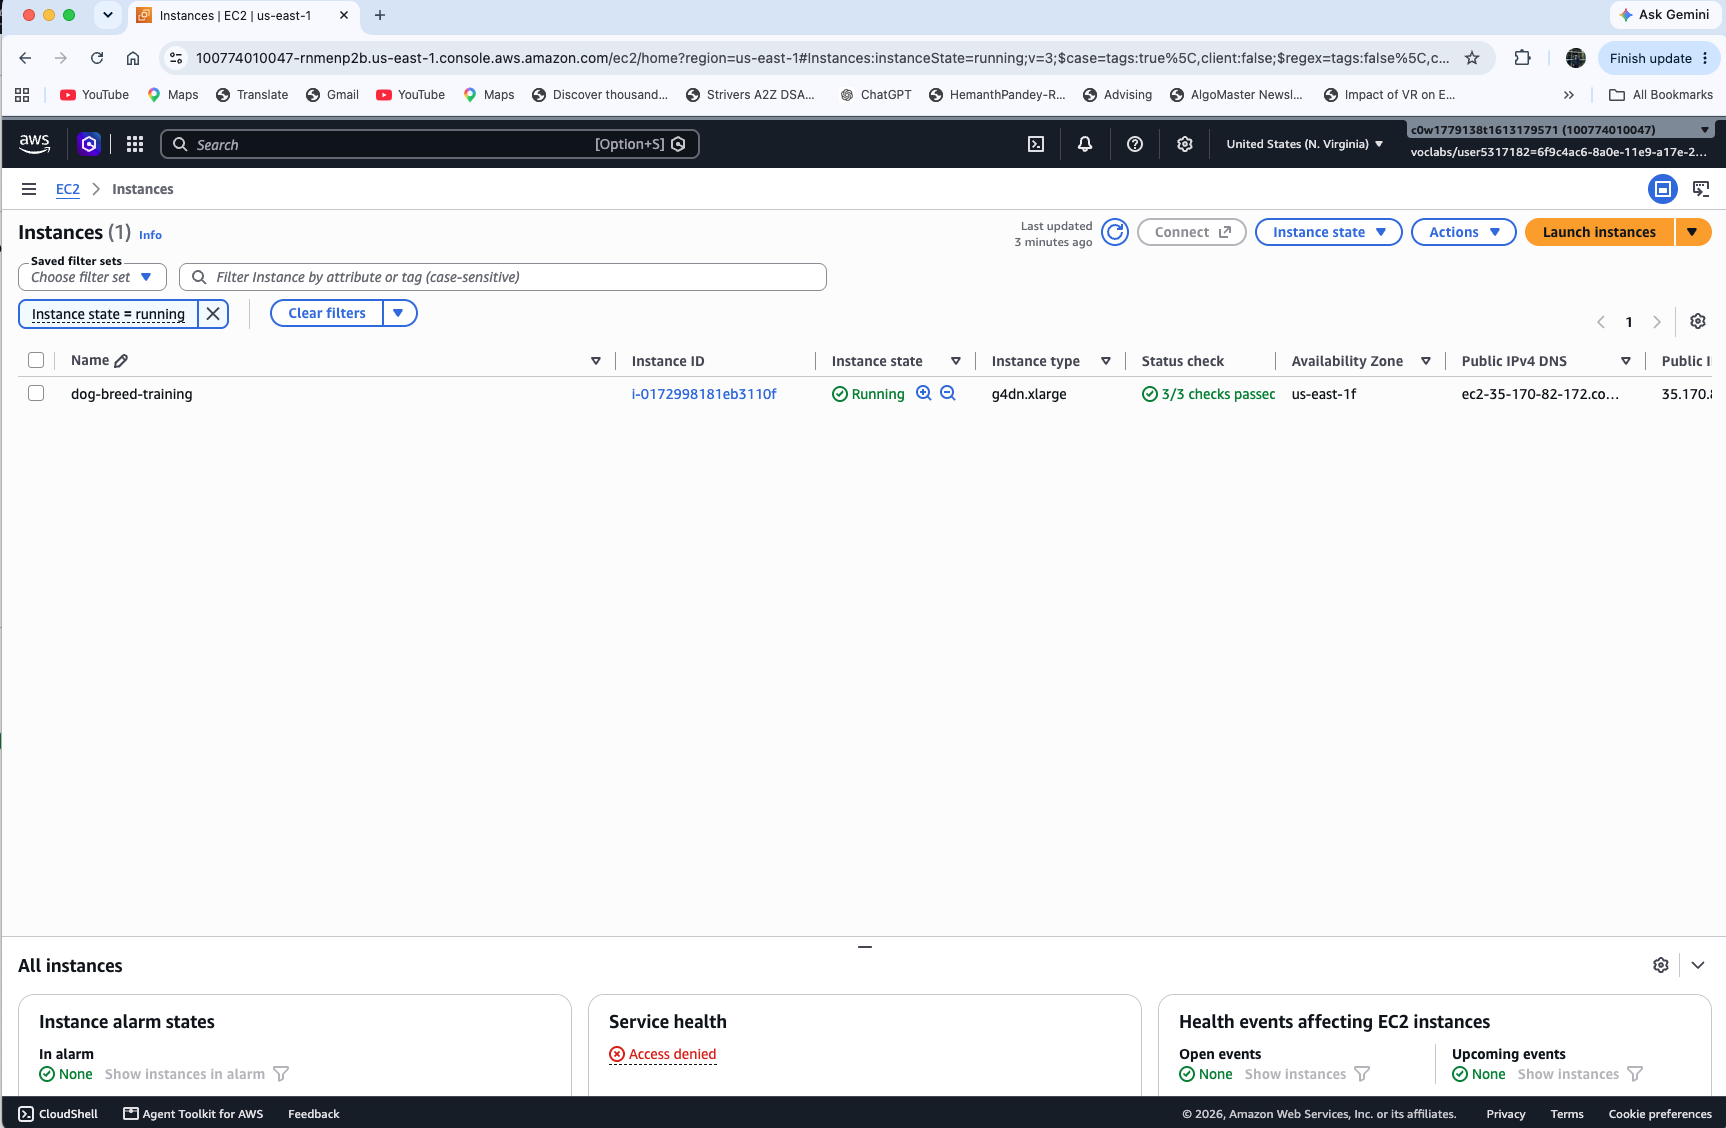 Instances | EC2 | us-east-1
Ask Gemini
100774010047-rnmenp2b.us-east-1.console.aws.amazon.com/ec2/home?region=us-east-1#Instances:instanceState=running;v=3;$case=tags:true%5C,client:false;$regex=tags:false%5C,c...
Finish update
YouTube Maps Translate Gmail YouTube Maps Discover thousand... Strivers A2Z DSA... ChatGPT HemanthPandey-R... Advising AlgoMaster Newsl... Impact of VR on E... » All Bookmarks
aws
Search [Option+S]
United States (N. Virginia)
c0w1779138t1613179571 (100774010047)
voclabs/user5317182=6f9c4ac6-8a0e-11e9-a17e-2...
EC2 > Instances
Instances (1) Info
Last updated
3 minutes ago
Connect
Instance state
Actions
Launch instances
Saved filter sets
Choose filter set
Filter Instance by attribute or tag (case-sensitive)
Instance state = running
Clear filters
1
Name Instance ID Instance state Instance type Status check Availability Zone Public IPv4 DNS Public I
dog-breed-training i-0172998181eb3110f Running g4dn.xlarge 3/3 checks passec us-east-1f ec2-35-170-82-172.co... 35.170.8
All instances
Instance alarm states
In alarm
None Show instances in alarm
Service health
Access denied
Health events affecting EC2 instances
Open events
None Show instances
Upcoming events
None Show instances
CloudShell Agent Toolkit for AWS Feedback
© 2026, Amazon Web Services, Inc. or its affiliates. Privacy Terms Cookie preferences